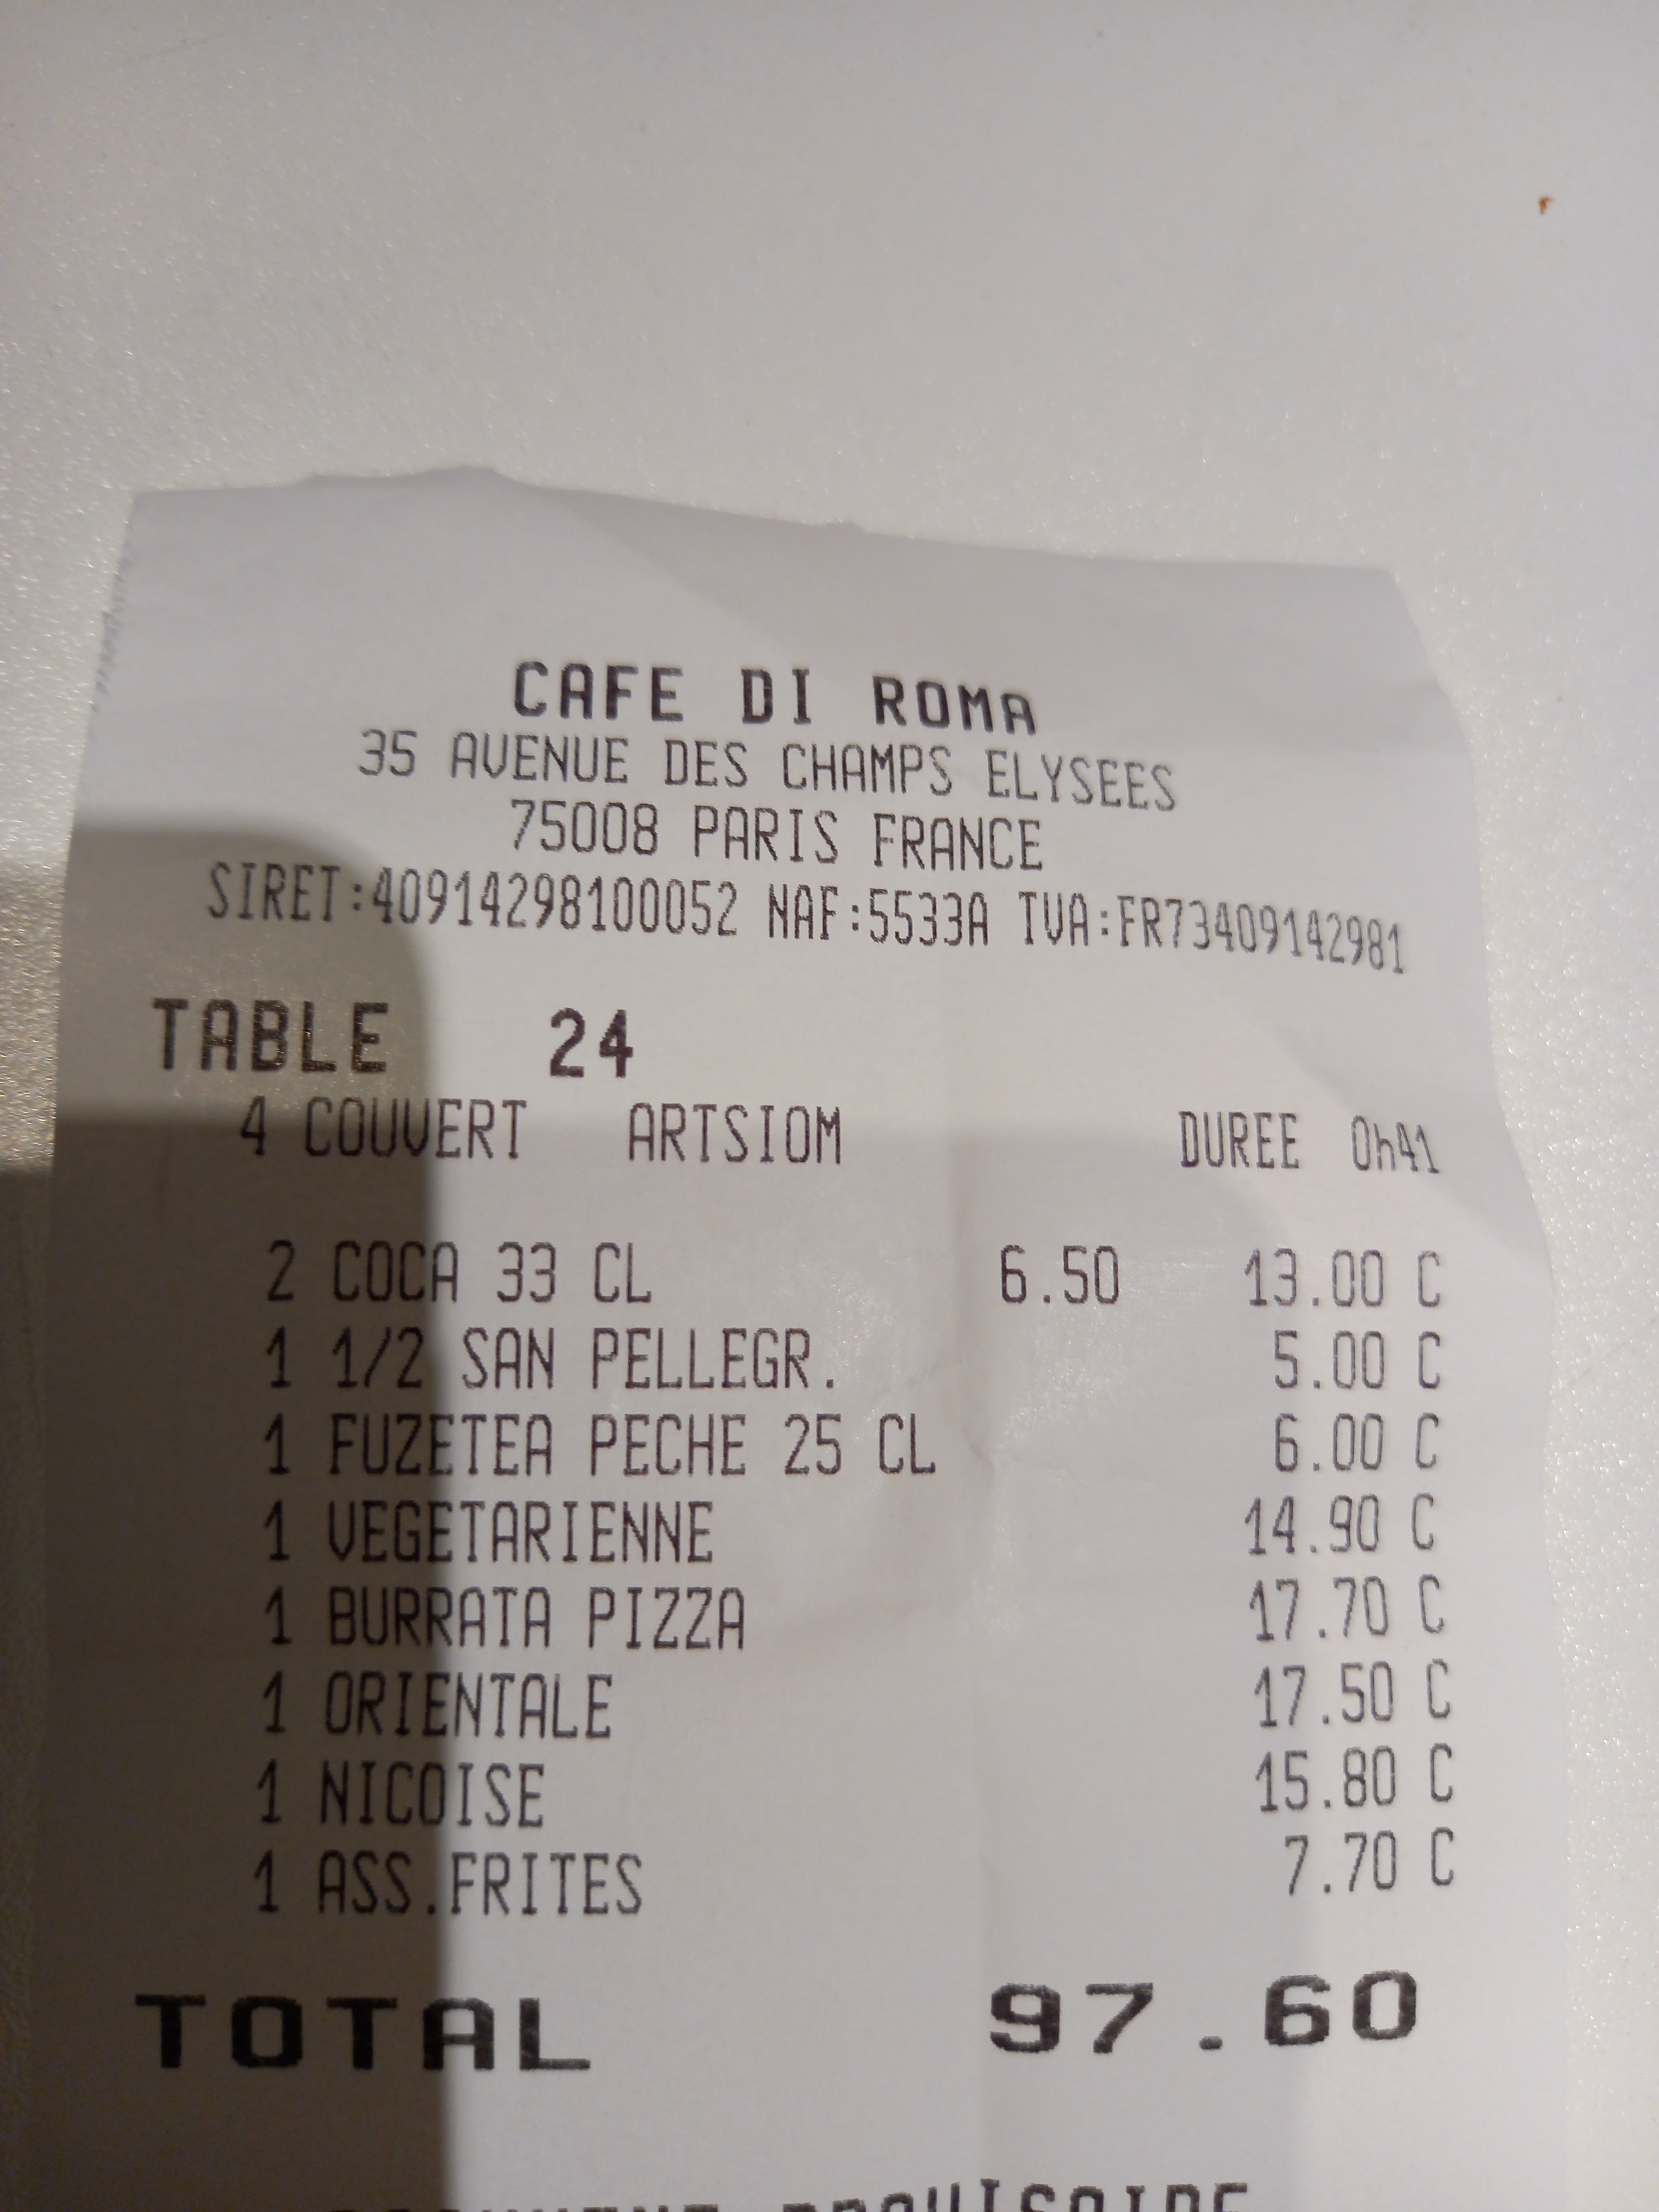 CAFE DI ROMA
35 AVENUE DES CHAMPS ELYSEES
75008 PARIS FRANCE
SIRET:40914298100052 NAF:5533A TVA:FR73409142981
TABLE 24
4 COUVERT ARTSIOM DUREE 0h41
2 COCA 33 CL 6.50 13.00 C
1 1/2 SAN PELLEGR. 5.00 C
1 FUZETEA PECHE 25 CL 6.00 C
1 VEGETARIENNE 14.90 C
1 BURRATA PIZZA 17.70 C
1 ORIENTALE 17.50 C
1 NICOISE 15.80 C
1 ASS.FRITES 7.70 C
TOTAL 97.60
PROVISOIRE